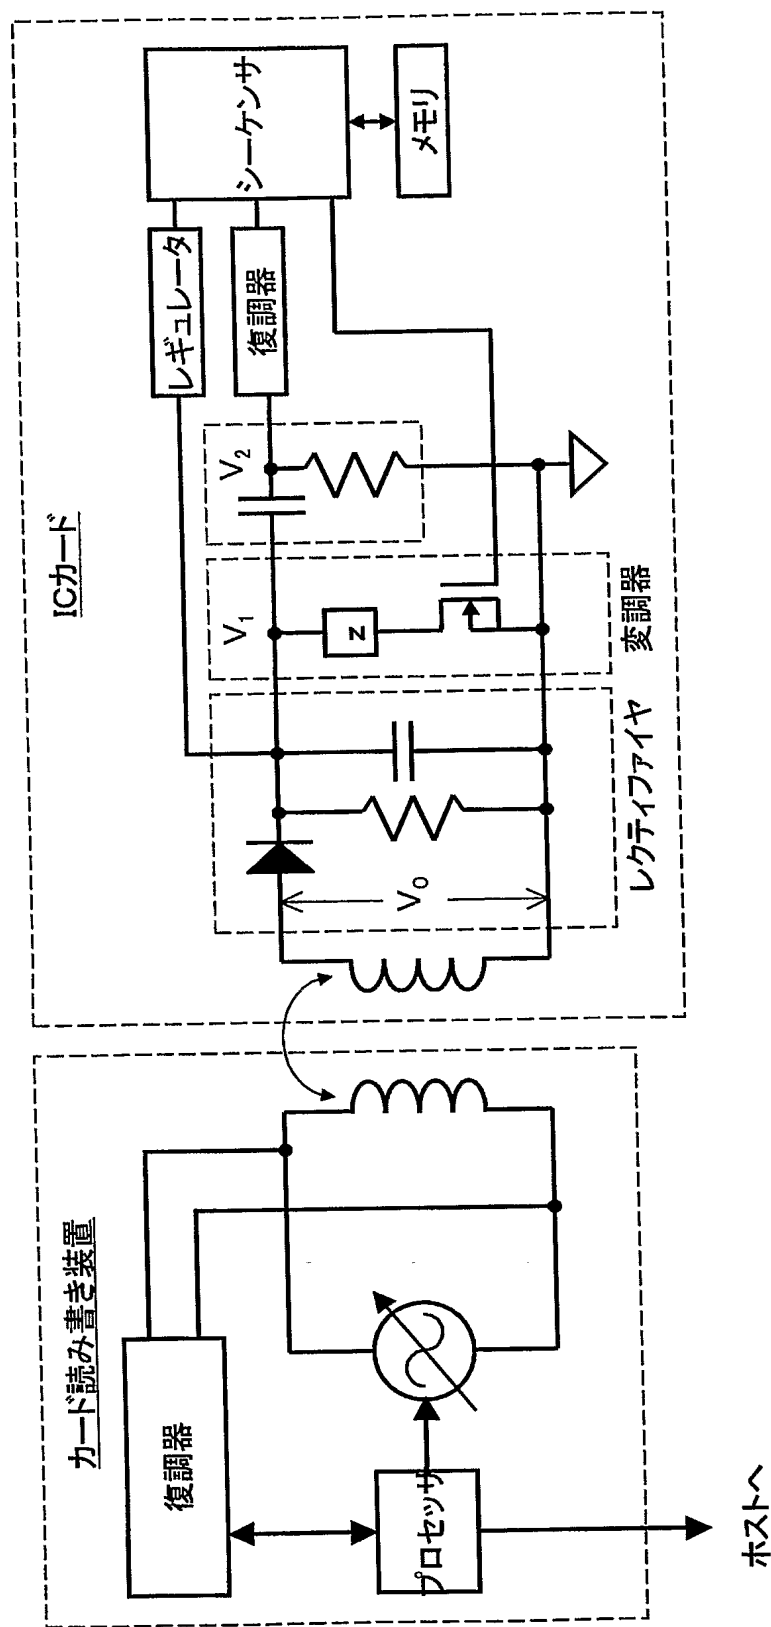 カード読み書き装置
復調器
プロセッサ
ホストへ
ICカード
V0
レクティファイヤ
V1
Z
変調器
V2
レギュレータ
復調器
シーケンサ
メモリ